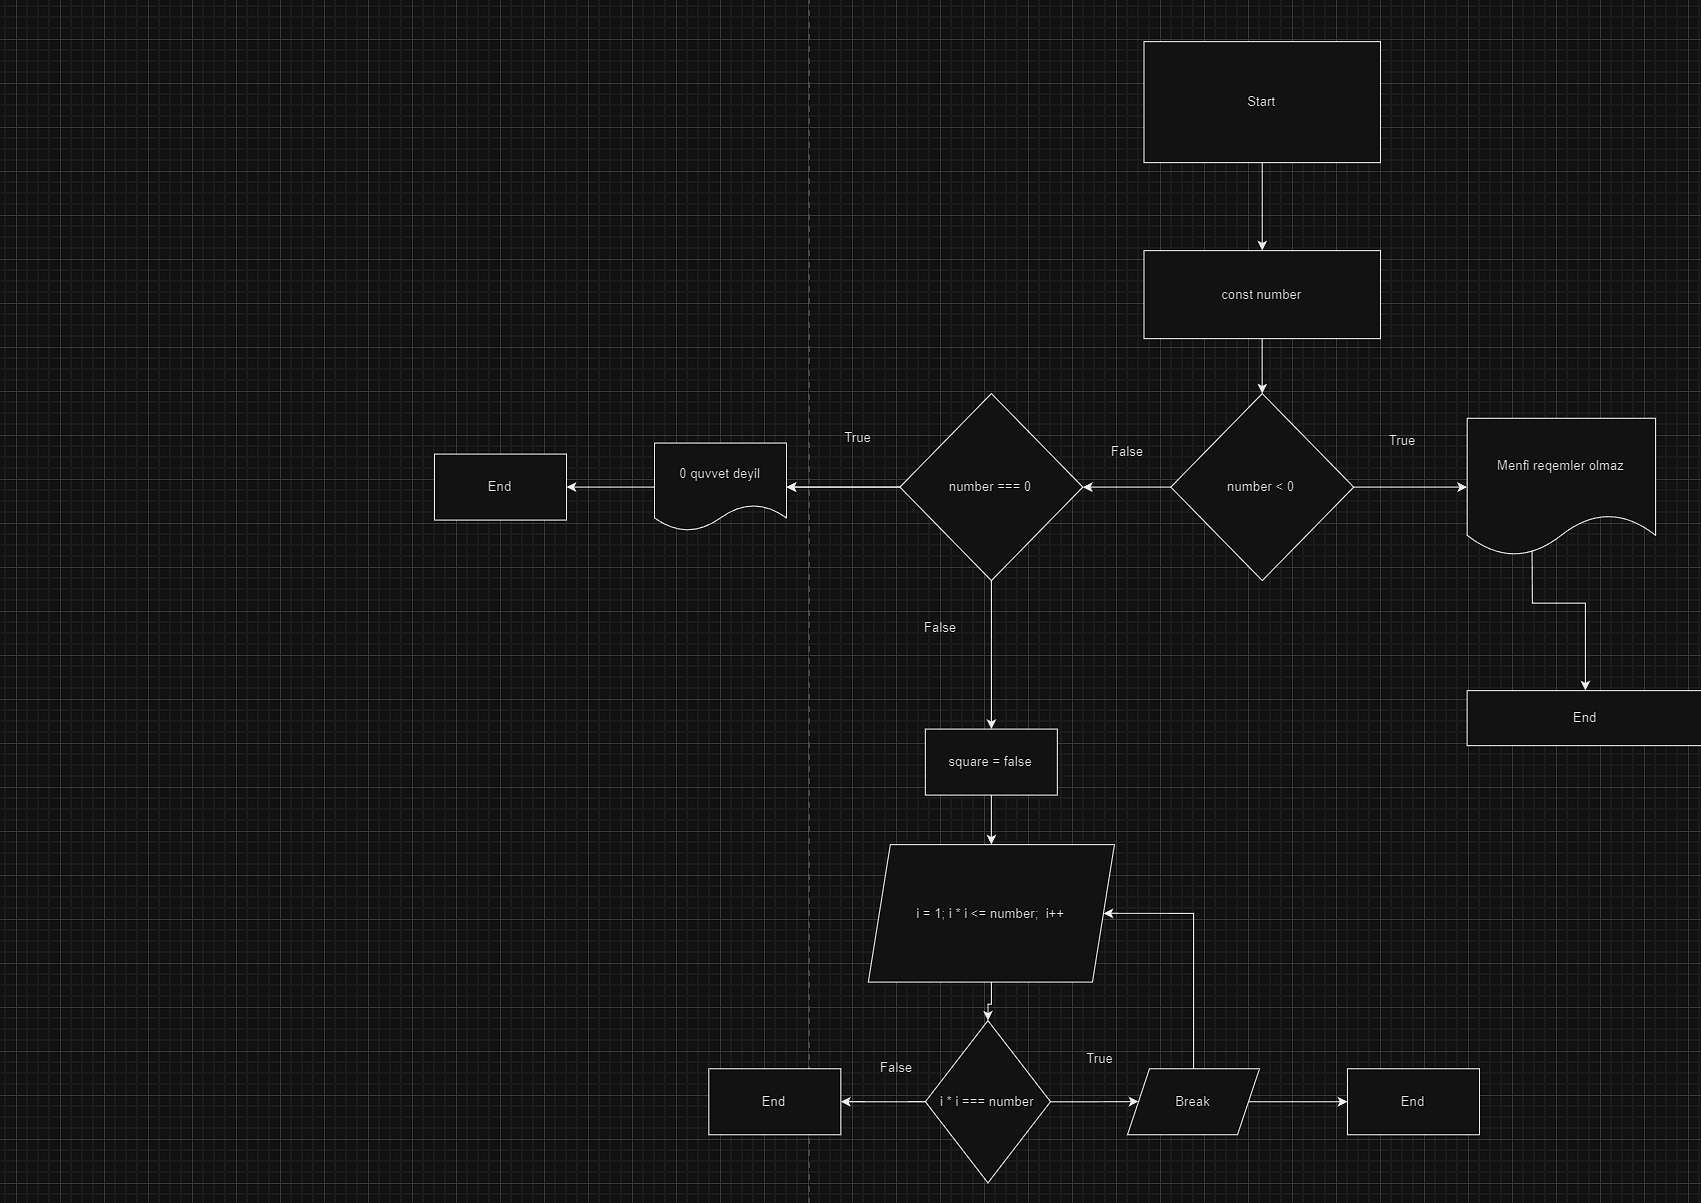 Start
const number
number < 0
True
Menfi reqemler olmaz
End
False
number === 0
True
0 quvvet deyil
End
False
square = false
i = 1; i * i <= number;  i++
i * i === number
False
End
True
Break
End